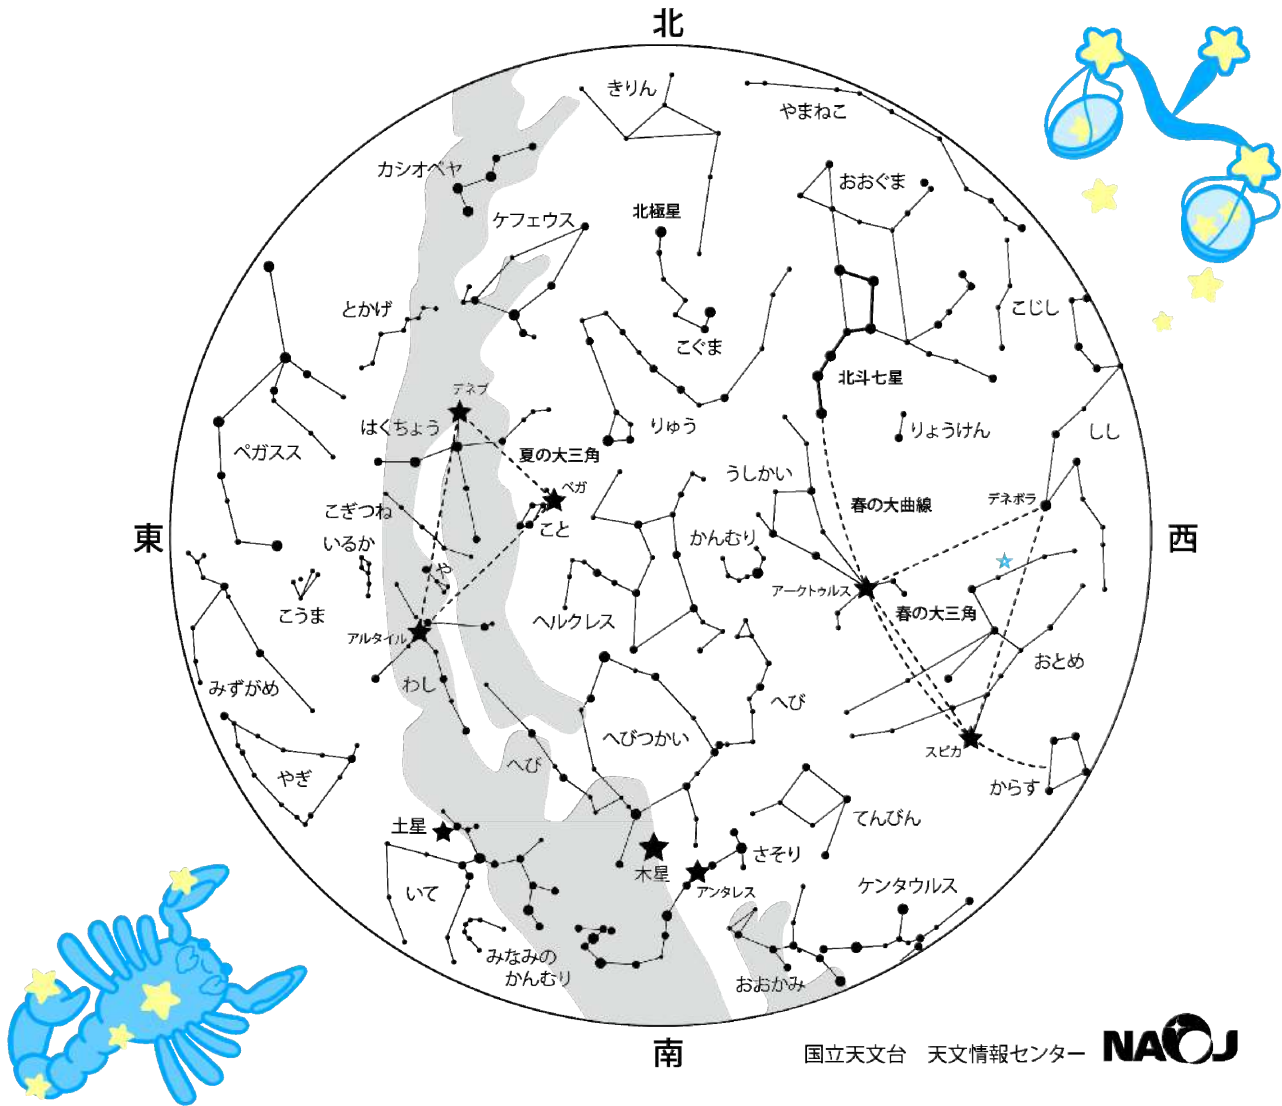 北
きりん
やまねこ
カシオペヤ
おおぐま
北極星
ケフェウス
とかげ
こじし
こぐま
北斗七星
デネブ
はくちょう
りゅう
りょうけん
しし
ペガスス
夏の大三角
うしかい
ベガ
デネボラ
春の大曲線
こぎつね
こと
かんむり
東
西
いるか
や
アークトゥルス
こうま
ヘルクレス
春の大三角
アルタイル
おとめ
わし
みずがめ
へび
へびつかい
スピカ
へび
やぎ
からす
てんびん
土星
さそり
木星
アンタレス
ケンタウルス
いて
みなみの
かんむり
おおかみ
南
国立天文台 天文情報センター
NAOJ